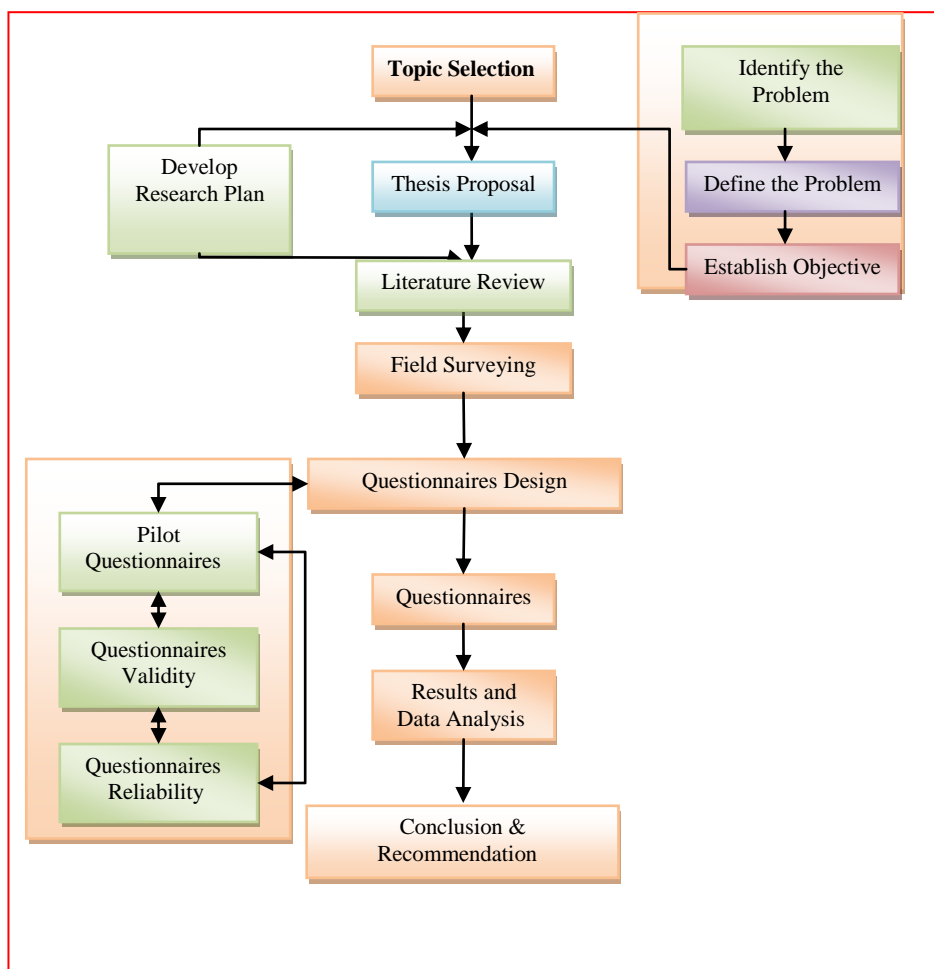 Topic Selection
Identify the
Problem
Develop
Research Plan
Thesis Proposal
Define the Problem
Literature Review
Establish Objective
Field Surveying
Questionnaires Design
Pilot
Questionnaires
Questionnaires
Questionnaires
Validity
Results and
Data Analysis
Questionnaires
Reliability
Conclusion &
Recommendation